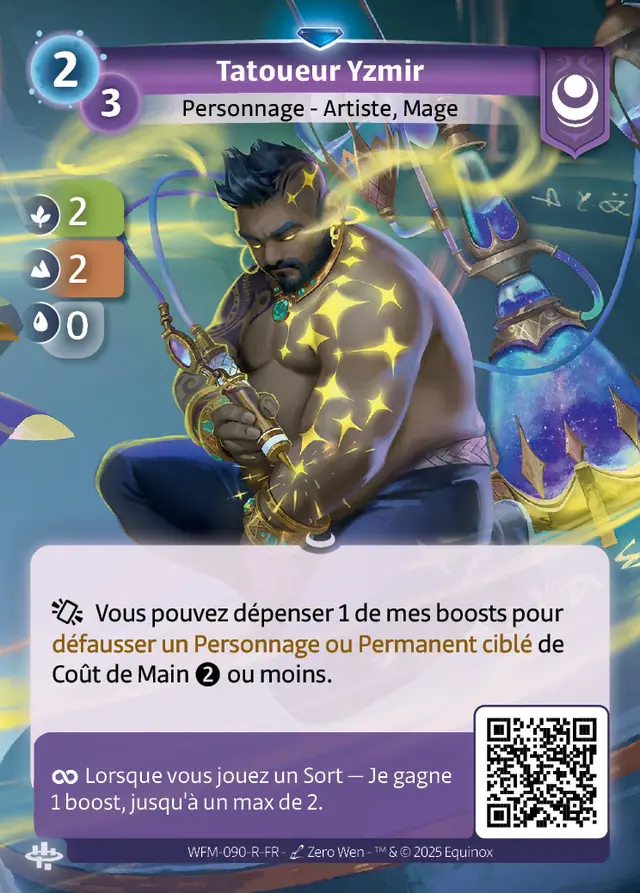 2
Tatoueur Yzmir
3
Personnage - Artiste, Mage
2
2
0
Vous pouvez dépenser 1 de mes boosts pour
défausser un Personnage ou Permanent ciblé de
Coût de Main 2 ou moins.
∞ Lorsque vous jouez un Sort — Je gagne
1 boost, jusqu'à un max de 2.
WFM-090-R-FR - Zero Wen - ™ & © 2025 Equinox